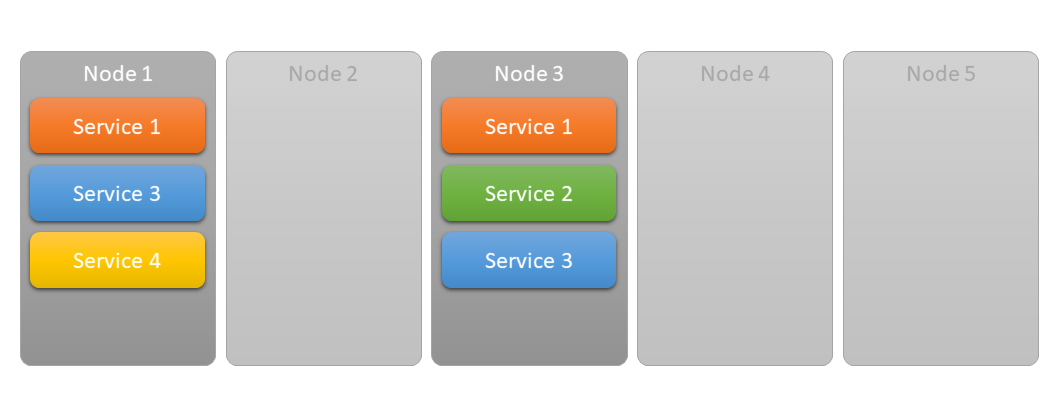 Node 1
Service 1
Service 3
Service 4
Node 2
Node 3
Service 1
Service 2
Service 3
Node 4
Node 5